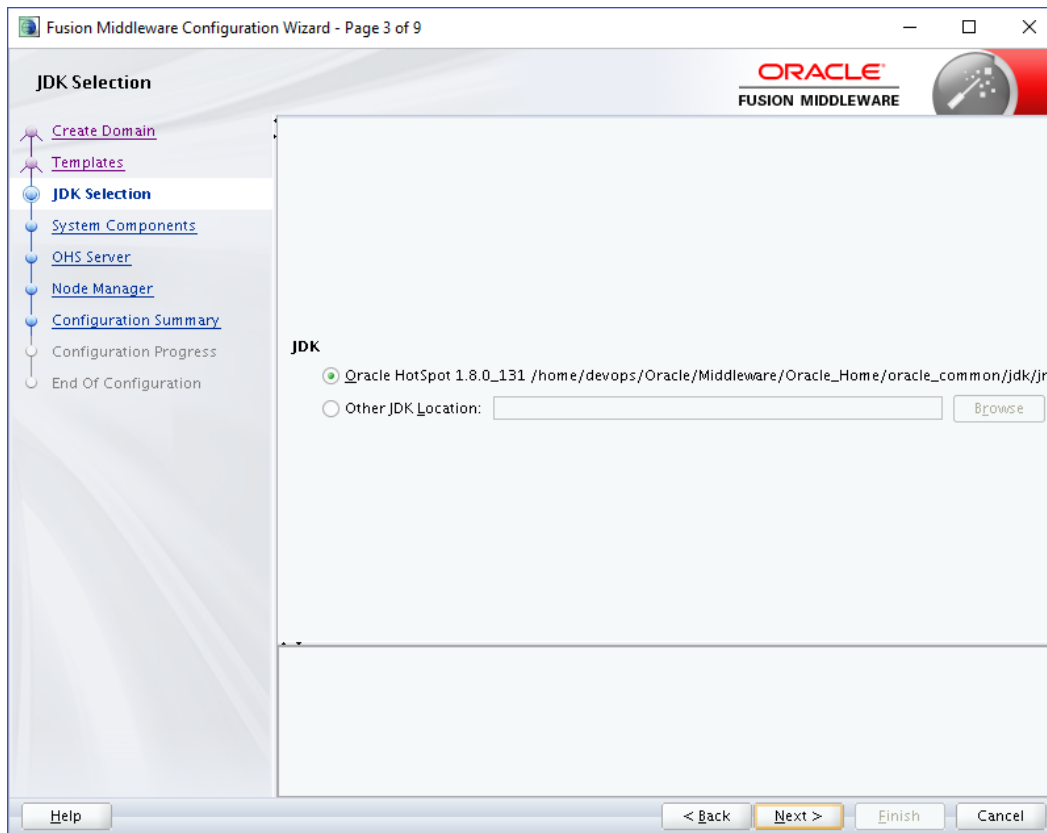 Fusion Middleware Configuration Wizard - Page 3 of 9
JDK Selection
ORACLE
FUSION MIDDLEWARE
Create Domain
Templates
JDK Selection
System Components
OHS Server
Node Manager
Configuration Summary
Configuration Progress
End Of Configuration
JDK
Oracle HotSpot 1.8.0_131 /home/devops/Oracle/Middleware/Oracle_Home/oracle_common/jdk/jr
Other JDK Location:
Browse
Help
< Back
Next >
Finish
Cancel